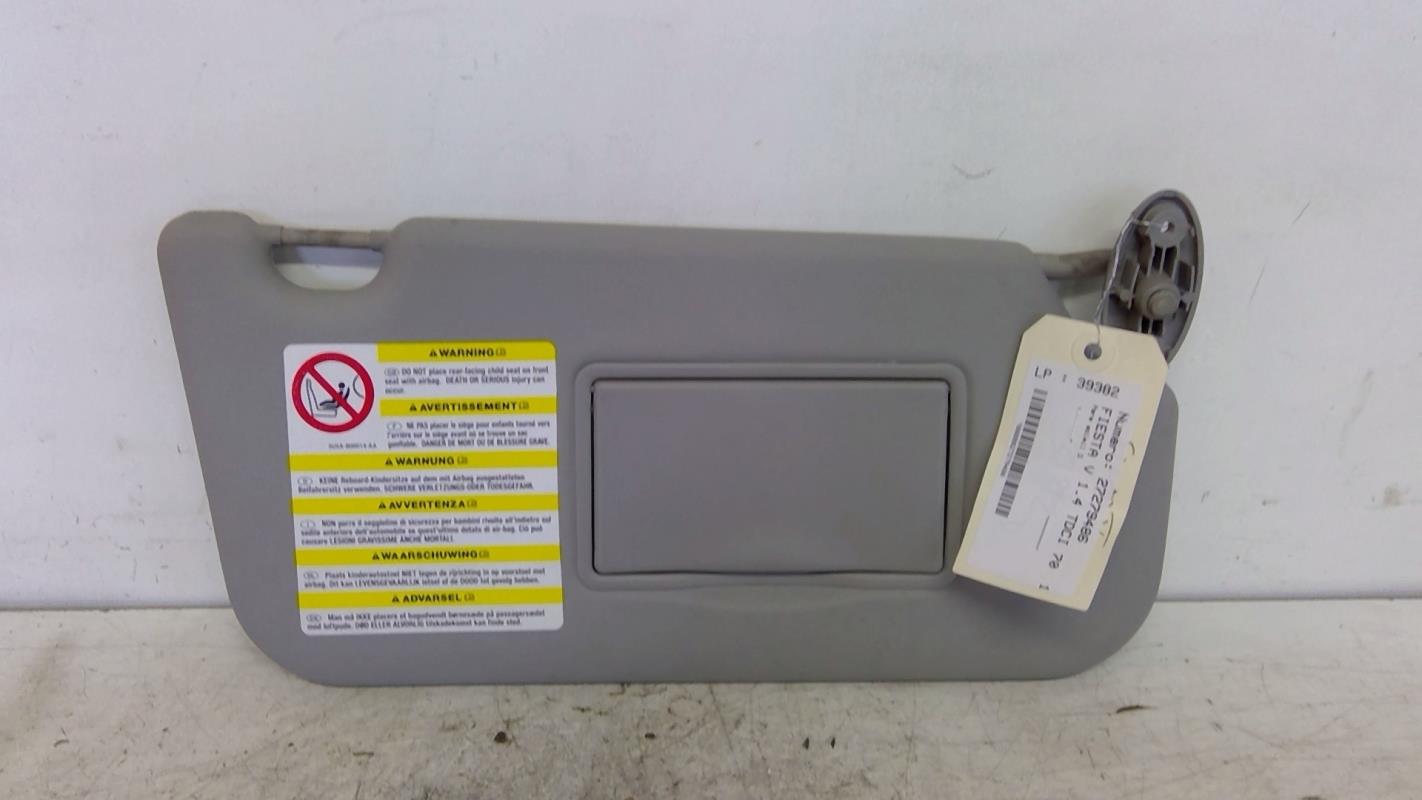 WARNING
GB DO NOT place rear-facing child seat on front
seat with airbag. DEATH OR SERIOUS injury can
occur.
AVERTISSEMENT
F NE PAS placer le siège pour enfants tourné vers
l'arrière sur le siège avant où se trouve un sac
gonflable. DANGER DE MORT OU DE BLESSURE GRAVE.
WARNUNG
D KEINE Reboard-Kindersitze auf dem mit Airbag ausgestatteten
Beifahrersitz verwenden. SCHWERE VERLETZUNGS-ODER TODESGEFAHR.
AVVERTENZA
I NON porre il seggiolino di sicurezza per bambini rivolto all'indietro sul
sedile anteriore dell'automobile se quest'ultimo dotato di air-bag. Ciò può
causare LESIONI GRAVISSIME ANCHE MORTALI.
WAARSCHUWING
NL Plaats kinderautostoel NIET tegen de rijrichting in op voorstoel met
airbag. Dit kan LEVENSGEVAARLIJK letsel of de DOOD tot gevolg hebben.
ADVARSEL
DK Man må IKKE placere et bagudvendt barnesæde på passagersædet
med luftpude. DØD ELLER ALVORLIG tilskadekomst kan finde sted.
LP - 39382
Numero: 27279486
FIESTA V 1.4 TDCI 70 1